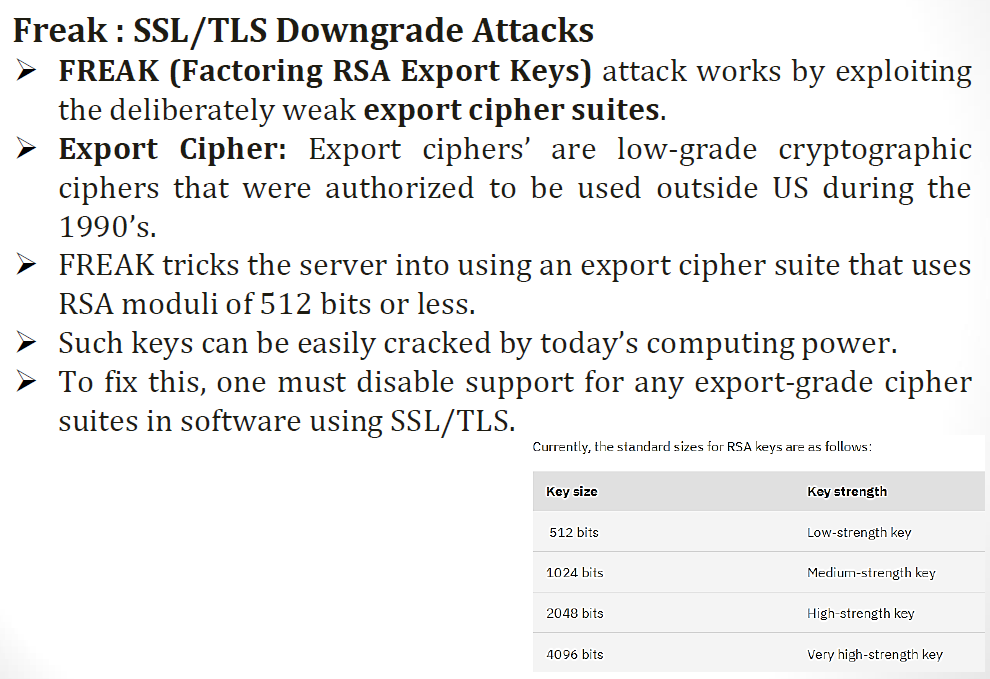 Freak : SSL/TLS Downgrade Attacks
➢ FREAK (Factoring RSA Export Keys) attack works by exploiting
the deliberately weak export cipher suites.
➢ Export Cipher: Export ciphers’ are low-grade cryptographic
ciphers that were authorized to be used outside US during the
1990’s.
➢ FREAK tricks the server into using an export cipher suite that uses
RSA moduli of 512 bits or less.
➢ Such keys can be easily cracked by today’s computing power.
➢ To fix this, one must disable support for any export-grade cipher
suites in software using SSL/TLS.
Currently, the standard sizes for RSA keys are as follows:
Key size Key strength
512 bits Low-strength key
1024 bits Medium-strength key
2048 bits High-strength key
4096 bits Very high-strength key